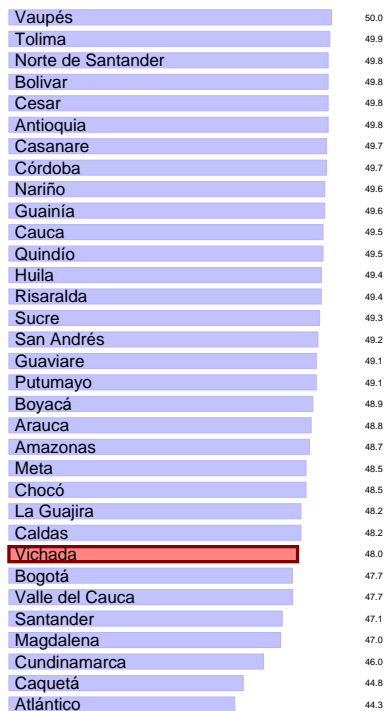 Vaupés 50.0
Tolima 49.9
Norte de Santander 49.8
Bolivar 49.8
Cesar 49.8
Antioquia 49.8
Casanare 49.7
Córdoba 49.7
Nariño 49.6
Guainía 49.6
Cauca 49.5
Quindío 49.5
Huila 49.4
Risaralda 49.4
Sucre 49.3
San Andrés 49.2
Guaviare 49.1
Putumayo 49.1
Boyacá 48.9
Arauca 48.8
Amazonas 48.7
Meta 48.5
Chocó 48.5
La Guajira 48.2
Caldas 48.2
Vichada 48.0
Bogotá 47.7
Valle del Cauca 47.7
Santander 47.1
Magdalena 47.0
Cundinamarca 46.0
Caquetá 44.8
Atlántico 44.3